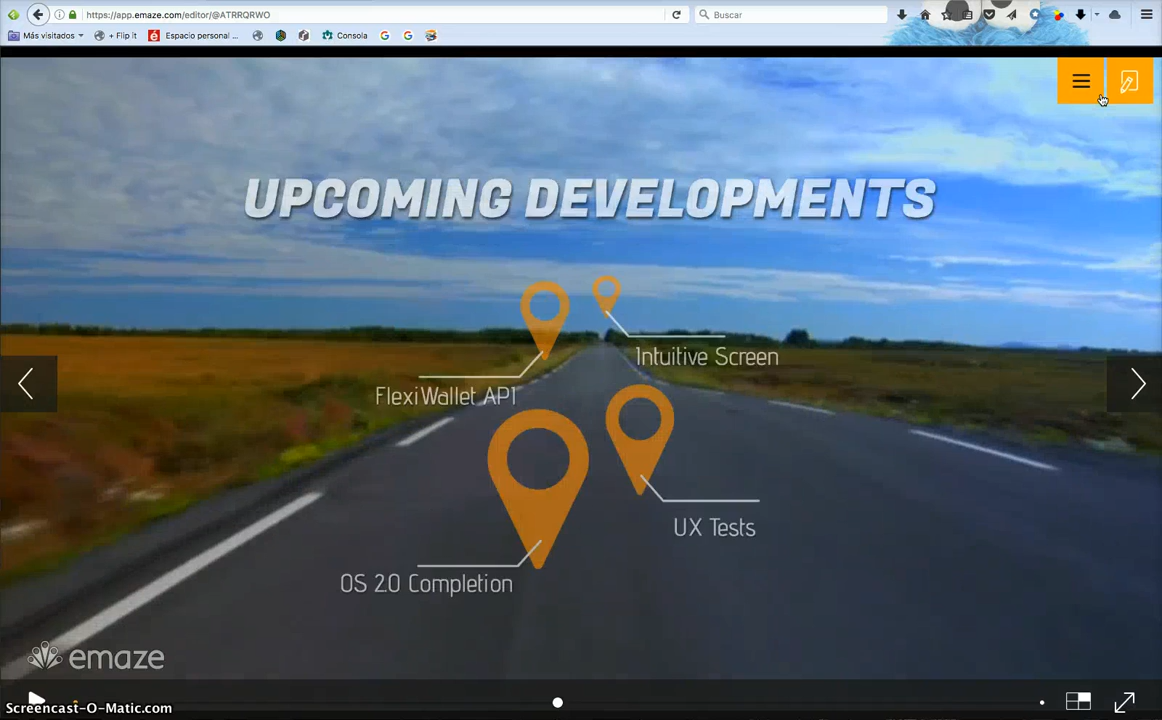 https://app.emaze.com/editor/@ATRRQRWO
Buscar
Más visitados
+ Flip it
Espacio personal ...
Consola
UPCOMING DEVELOPMENTS
Intuitive Screen
FlexiWallet API
UX Tests
OS 2.0 Completion
emaze
Screencast-O-Matic.com